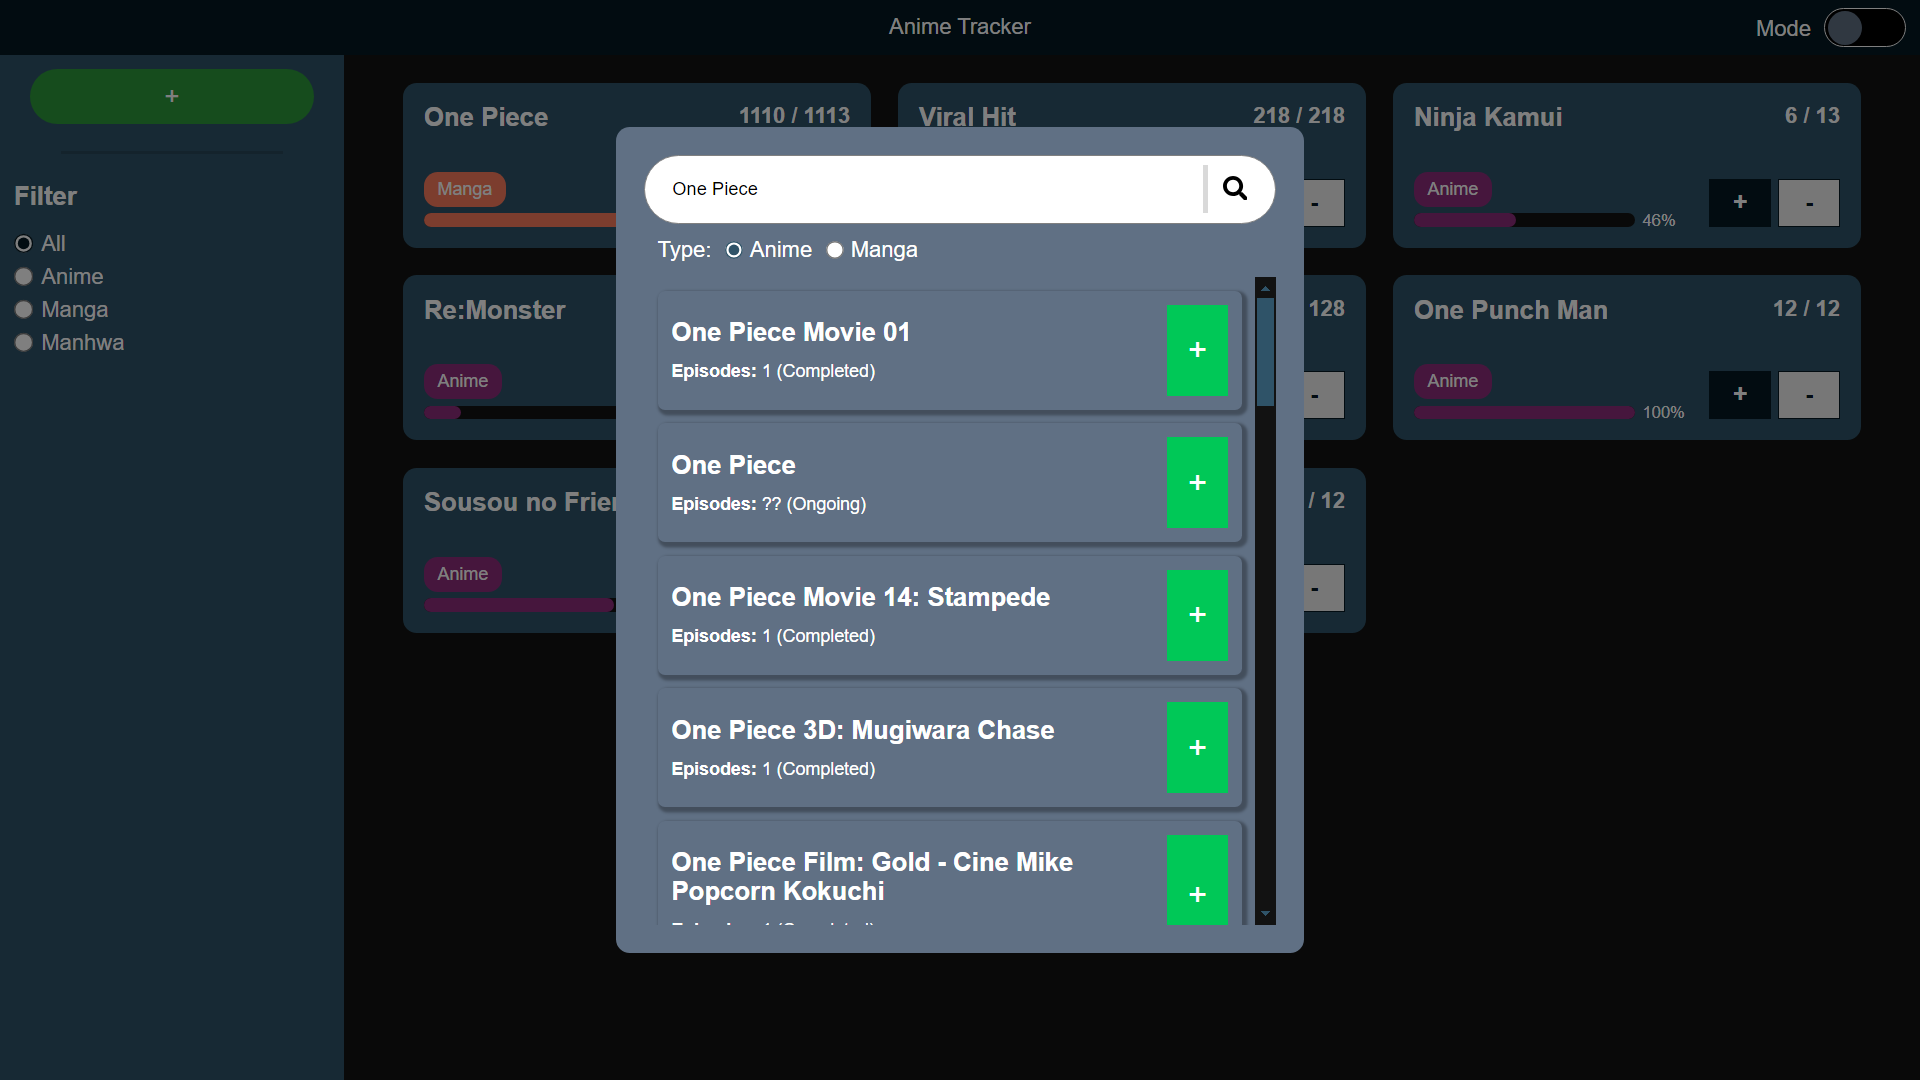 Anime Tracker
Mode
+
Filter
All
Anime
Manga
Manhwa
One Piece
1110 / 1113
Manga
Viral Hit
218 / 218
-
Ninja Kamui
6 / 13
Anime
46%
+
-
Re:Monster
Anime
128
-
One Punch Man
12 / 12
Anime
100%
+
-
Sousou no Frier
Anime
/ 12
-
One Piece
Type:
Anime
Manga
One Piece Movie 01
Episodes: 1 (Completed)
+
One Piece
Episodes: ?? (Ongoing)
+
One Piece Movie 14: Stampede
Episodes: 1 (Completed)
+
One Piece 3D: Mugiwara Chase
Episodes: 1 (Completed)
+
One Piece Film: Gold - Cine Mike
Popcorn Kokuchi
+